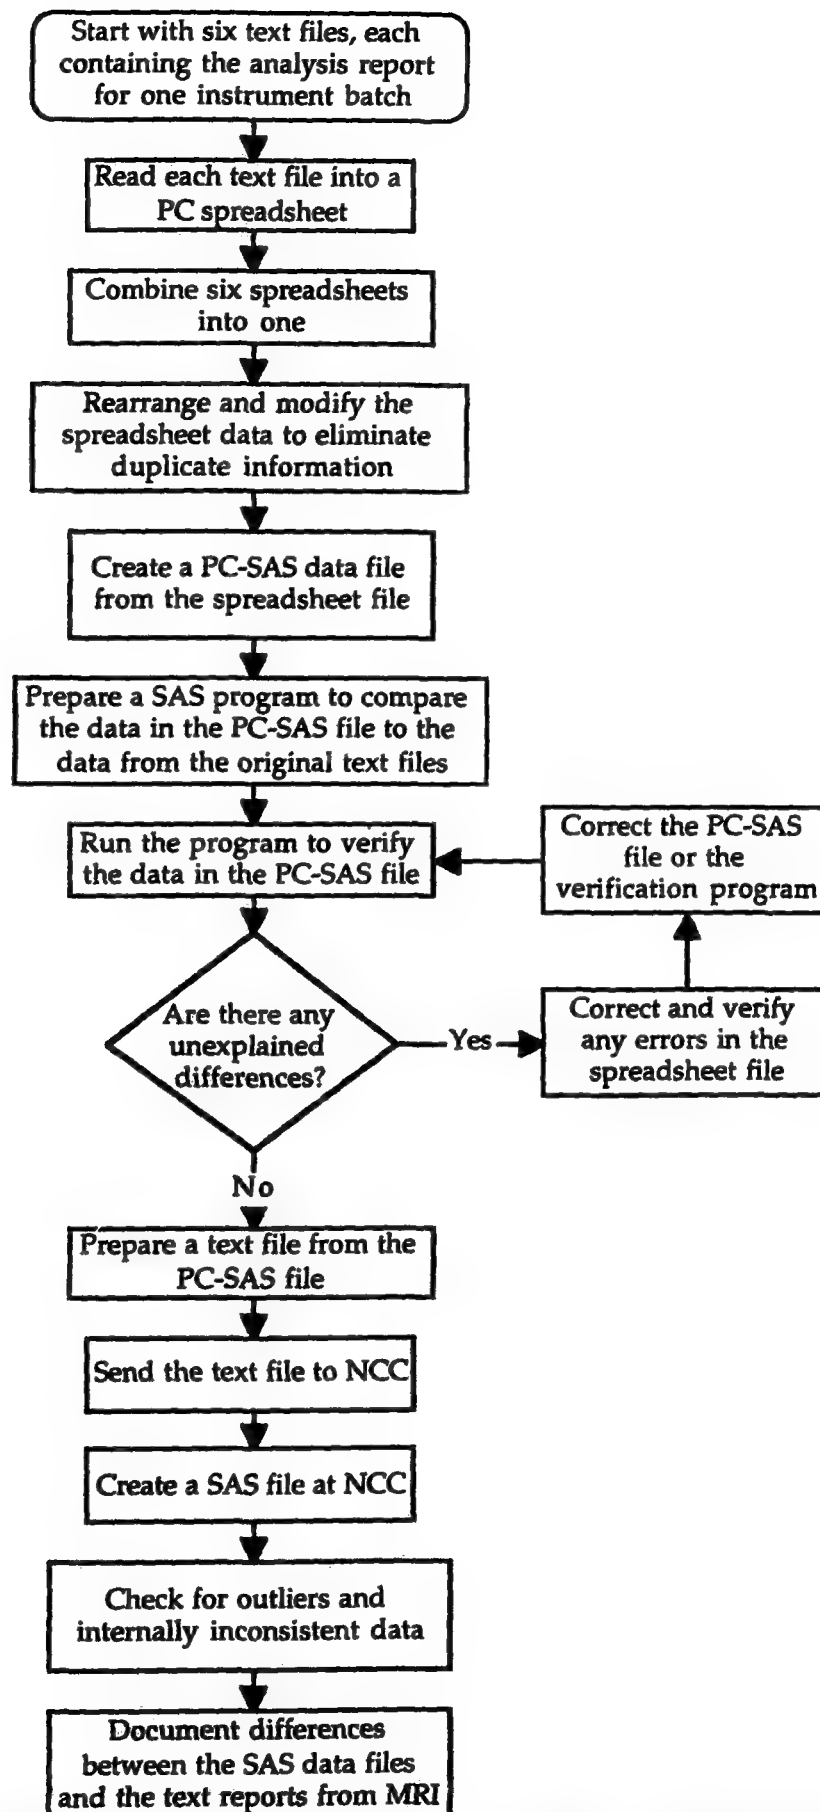 Start with six text files, each
containing the analysis report
for one instrument batch
Read each text file into a
PC spreadsheet
Combine six spreadsheets
into one
Rearrange and modify the
spreadsheet data to eliminate
duplicate information
Create a PC-SAS data file
from the spreadsheet file
Prepare a SAS program to compare
the data in the PC-SAS file to the
data from the original text files
Run the program to verify
the data in the PC-SAS file
Correct the PC-SAS
file or the
verification program
Are there any
unexplained
differences?
Yes
Correct and verify
any errors in the
spreadsheet file
No
Prepare a text file from the
PC-SAS file
Send the text file to NCC
Create a SAS file at NCC
Check for outliers and
internally inconsistent data
Document differences
between the SAS data files
and the text reports from MRI